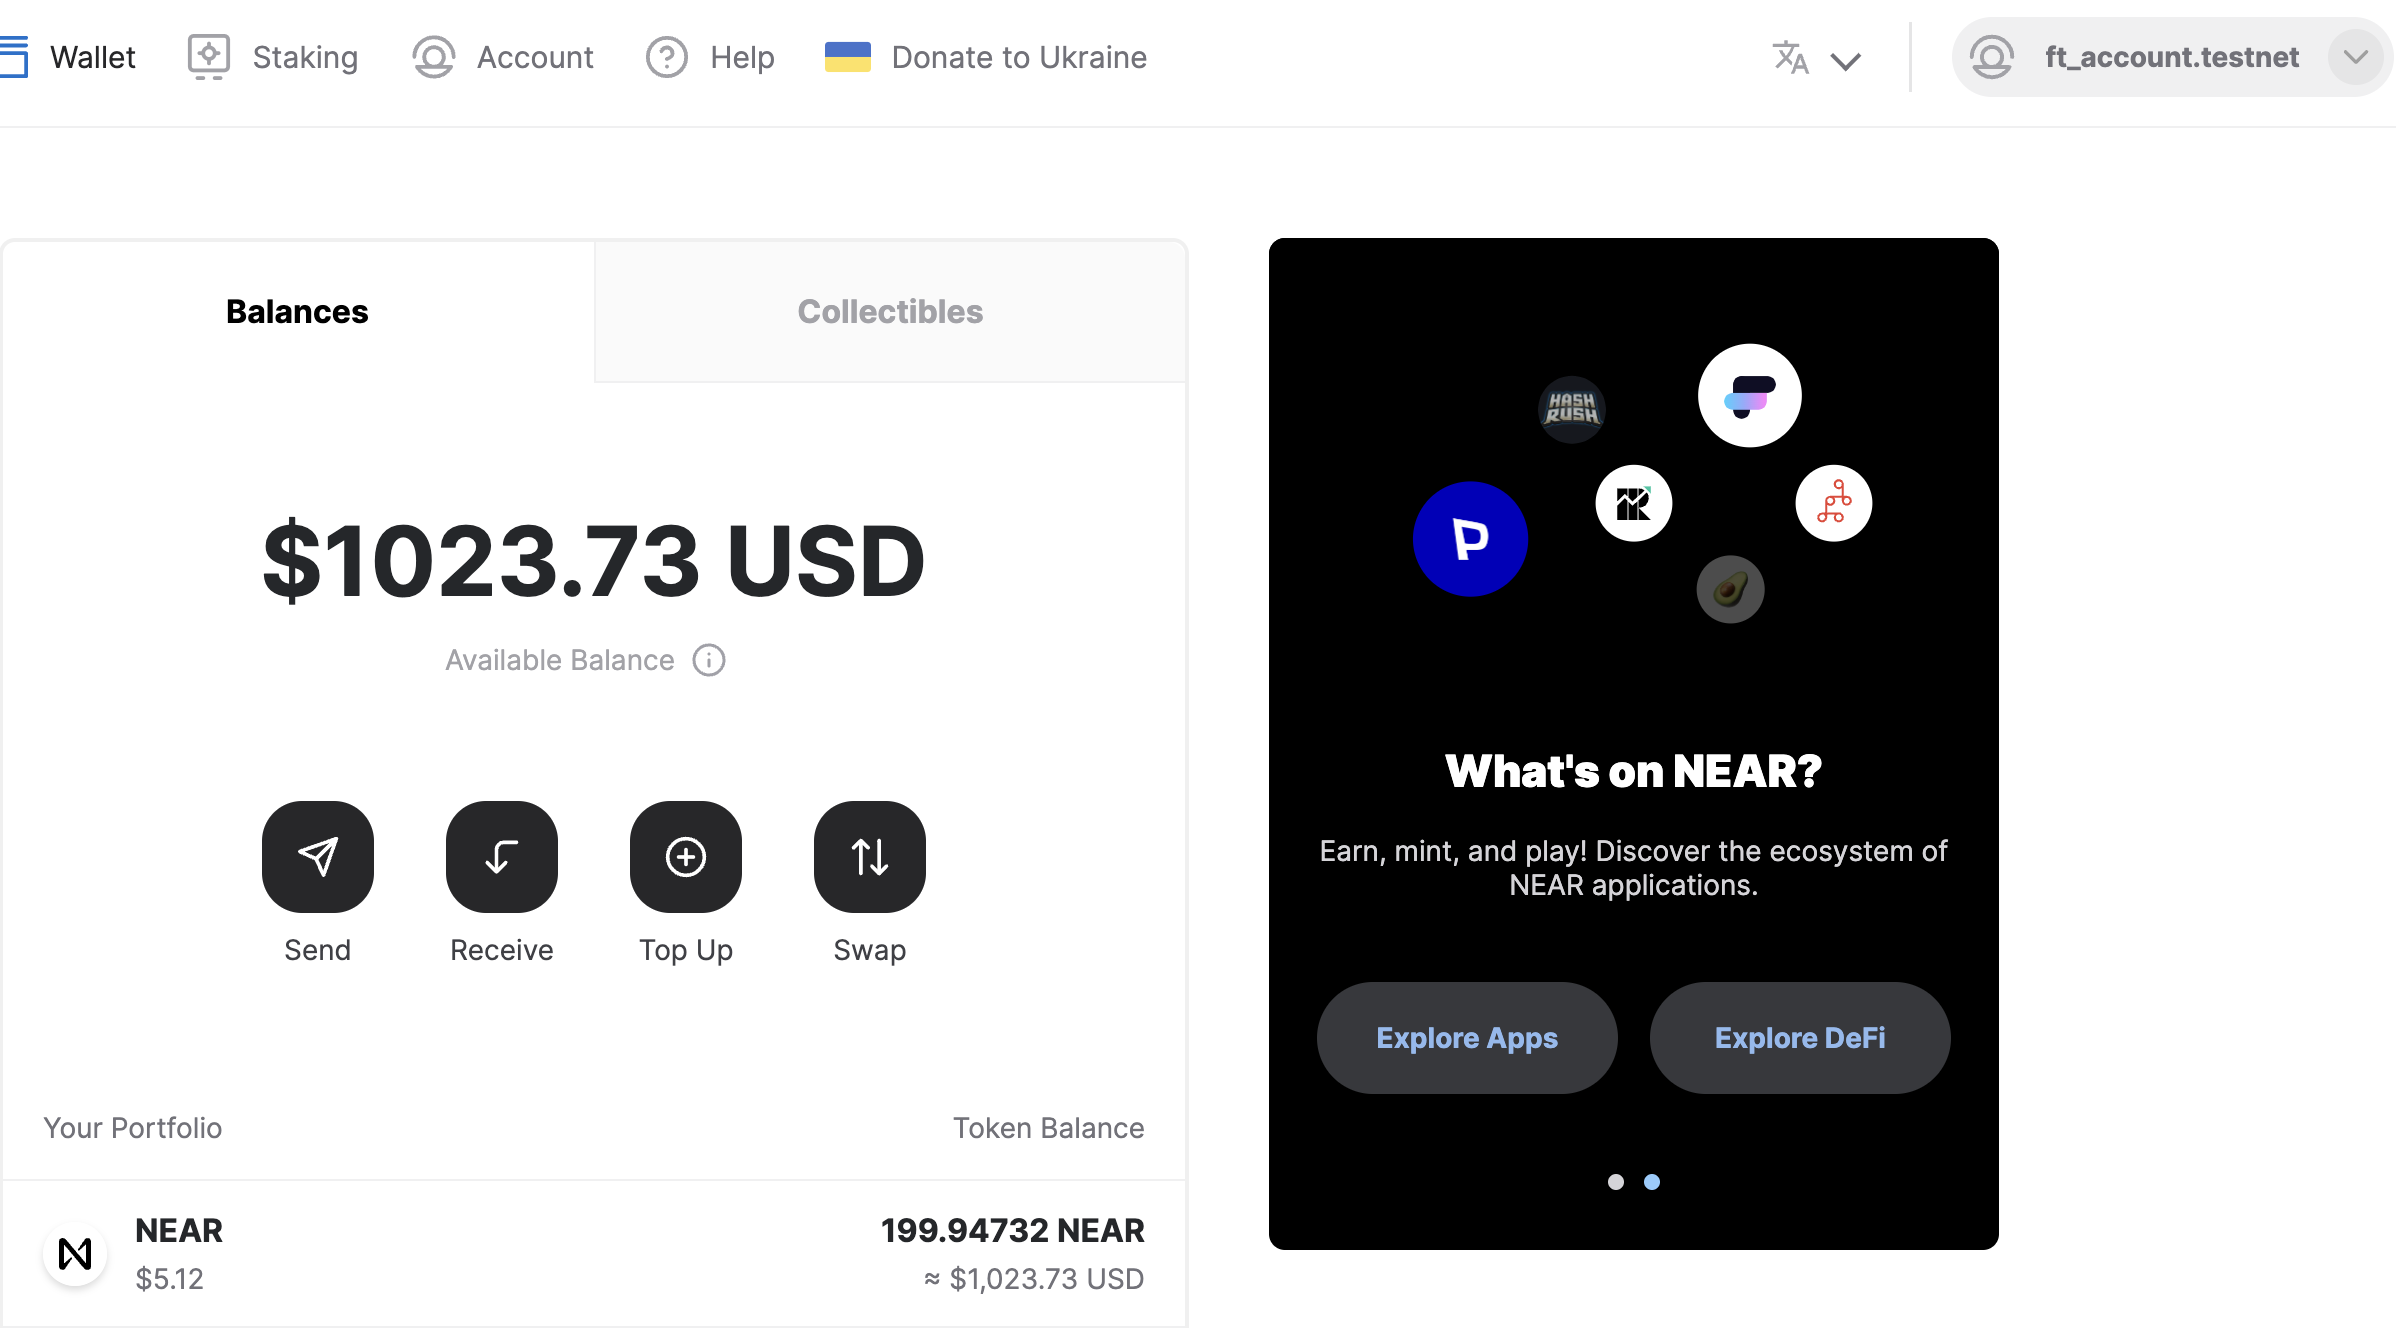 Wallet
Staking
Account
Help
Donate to Ukraine
ft_account.testnet
Balances
Collectibles
$1023.73 USD
Available Balance
Send
Receive
Top Up
Swap
Your Portfolio
Token Balance
NEAR
199.94732 NEAR
$5.12
≈ $1,023.73 USD
HASH
RUSH
What's on NEAR?
Earn, mint, and play! Discover the ecosystem of
NEAR applications.
Explore Apps
Explore DeFi